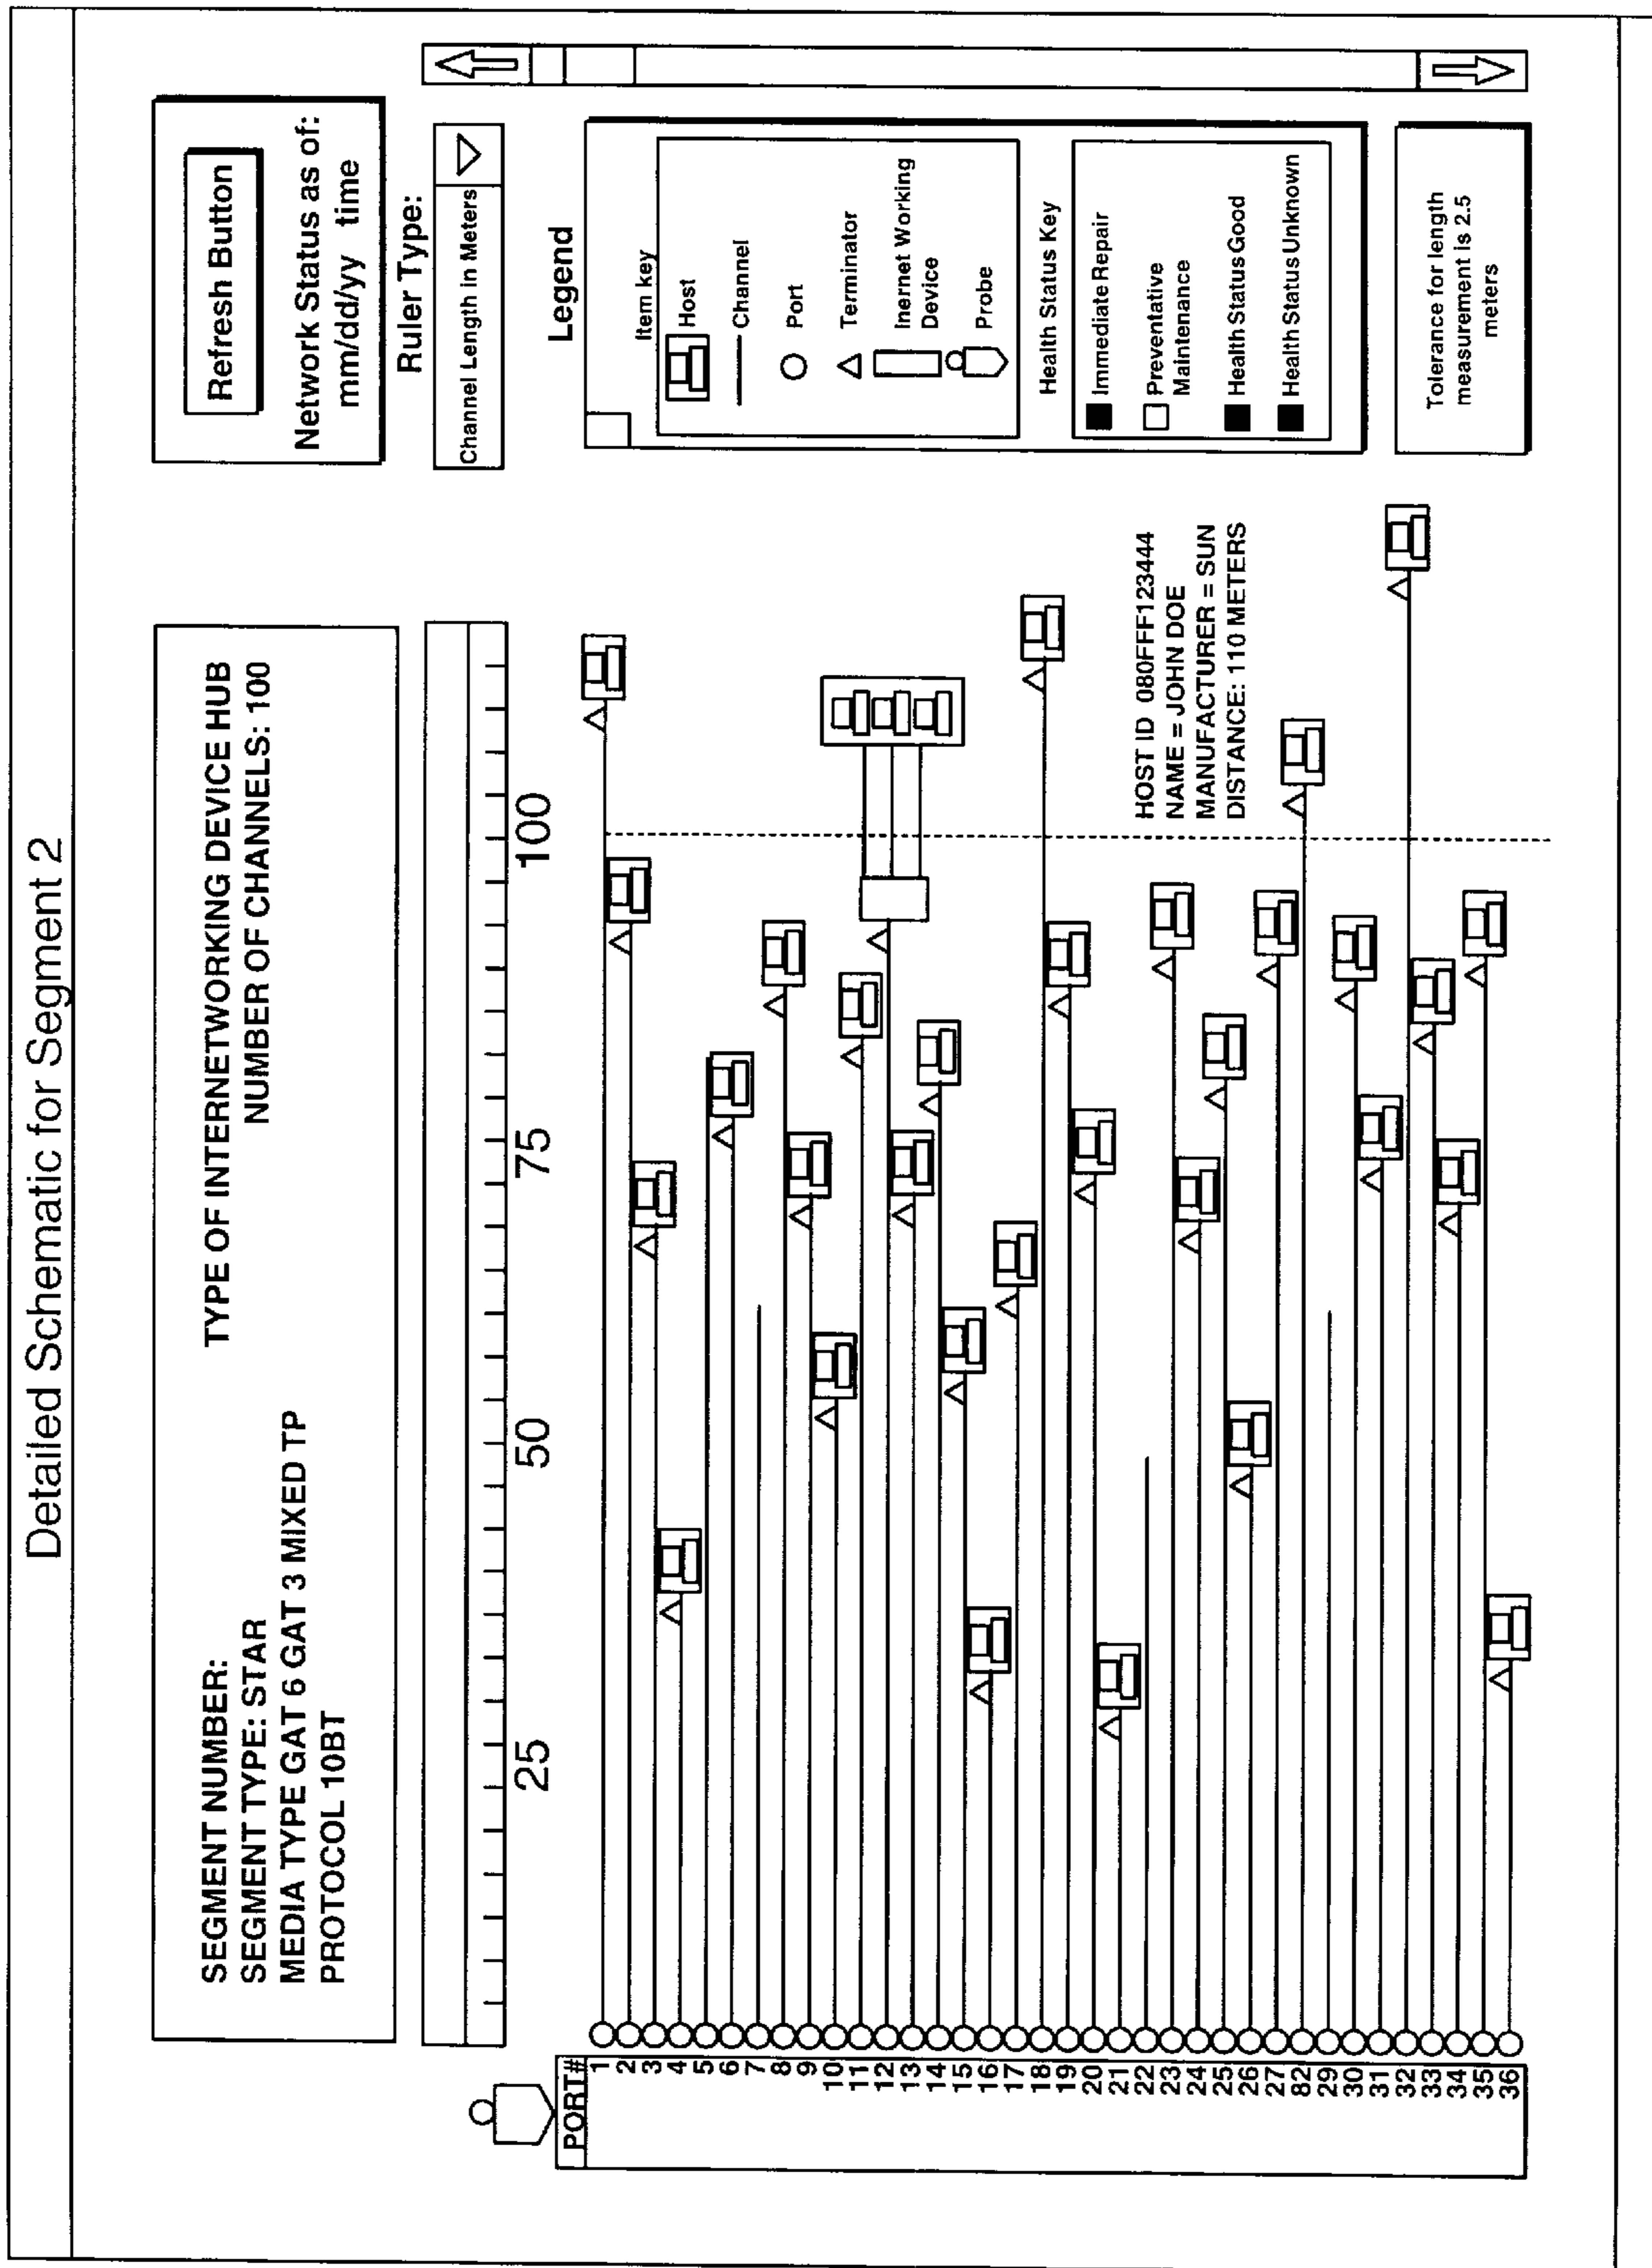 Detailed Schematic for Segment 2
SEGMENT NUMBER:
SEGMENT TYPE: STAR
MEDIA TYPE GAT 6 GAT 3 MIXED TP
PROTOCOL 10BT
TYPE OF INTERNETWORKING DEVICE HUB
NUMBER OF CHANNELS: 100
Refresh Button
Network Status as of:
mm/dd/yy time
Ruler Type:
Channel Length in Meters
25
50
75
100
PORT#
1
2
3
4
5
6
7
8
9
10
11
12
13
14
15
16
17
18
19
20
21
22
23
24
25
26
27
82
29
30
31
32
33
34
35
36
HOST ID 080FFF123444
NAME = JOHN DOE
MANUFACTURER = SUN
DISTANCE: 110 METERS
Legend
Item key
Host
Channel
Port
Terminator
Inernet Working
Device
Probe
Health Status Key
Immediate Repair
Preventative
Maintenance
Health Status Good
Health Status Unknown
Tolerance for length
measurement is 2.5
meters